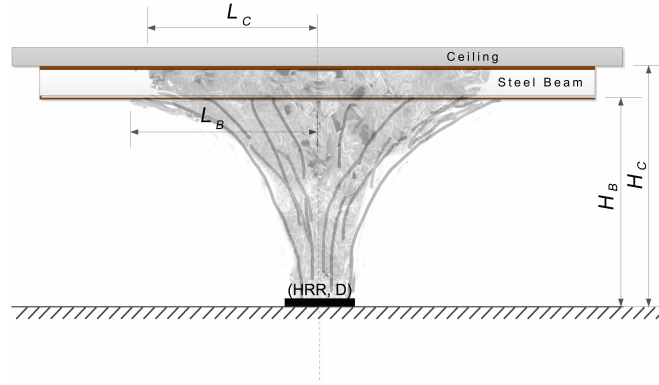 L C
Ceiling
Steel Beam
L B
H B
H C
(HRR, D)